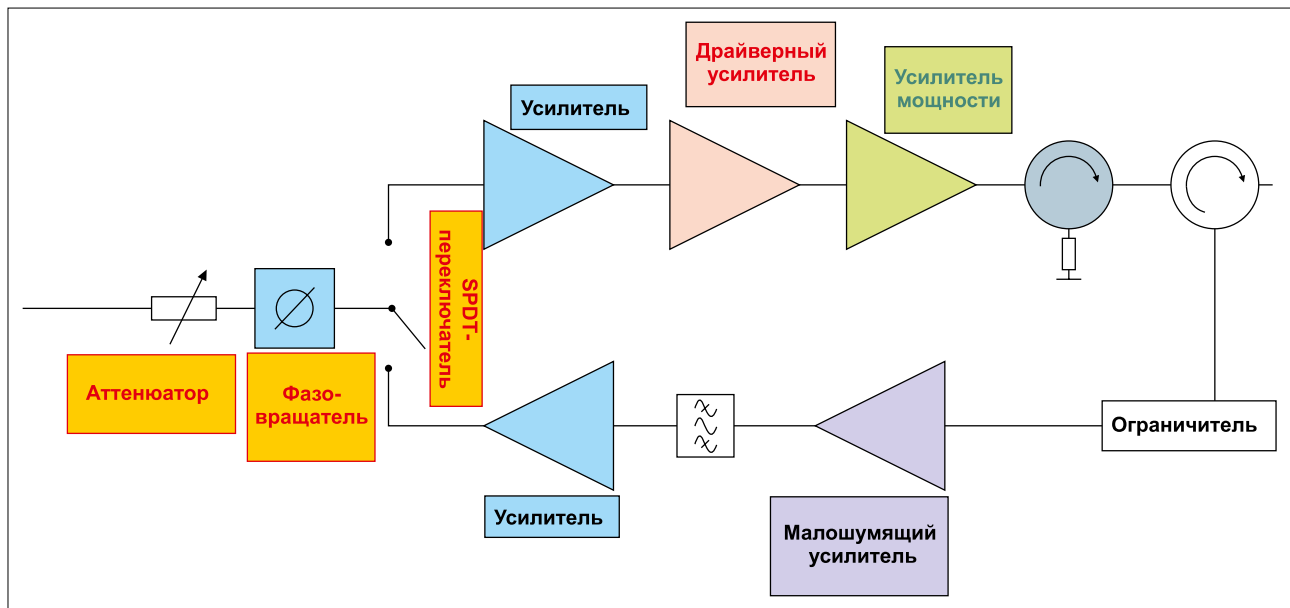 Драйверный
усилитель
Усилитель
мощности
Усилитель
SPDT-
переключатель
Аттенюатор
Фазо-
вращатель
Ограничитель
Усилитель
Малошумящий
усилитель